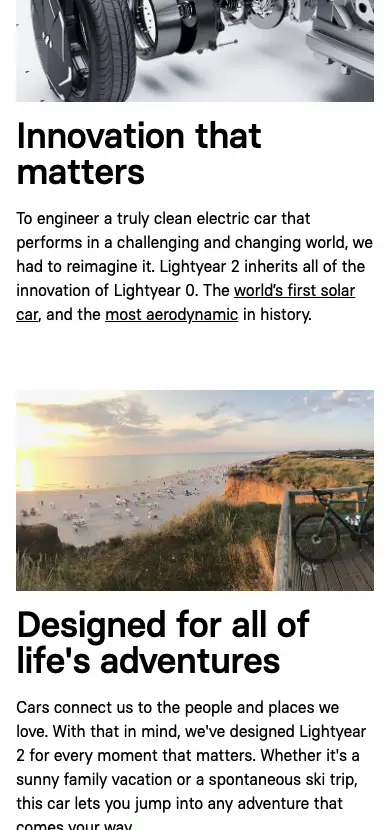 Innovation that
matters
To engineer a truly clean electric car that
performs in a challenging and changing world, we
had to reimagine it. Lightyear 2 inherits all of the
innovation of Lightyear 0. The world’s first solar
car, and the most aerodynamic in history.
Designed for all of
life's adventures
Cars connect us to the people and places we
love. With that in mind, we've designed Lightyear
2 for every moment that matters. Whether it's a
sunny family vacation or a spontaneous ski trip,
this car lets you jump into any adventure that
comes your way.